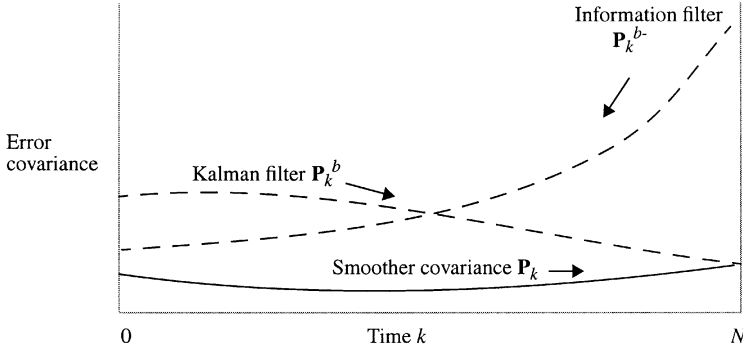 Information filter
P_k^{b-}
Error
covariance
Kalman filter P_k^b
Smoother covariance P_k
0 Time k N